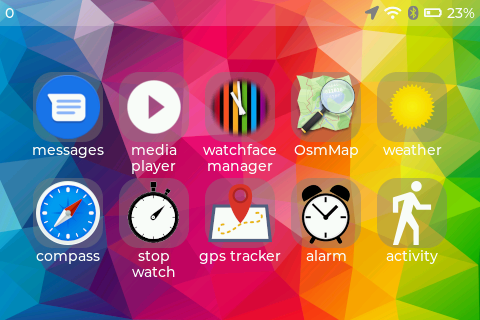 0
23%
messages
media
player
watchface
manager
OsmMap
weather
compass
stop
watch
gps tracker
alarm
activity